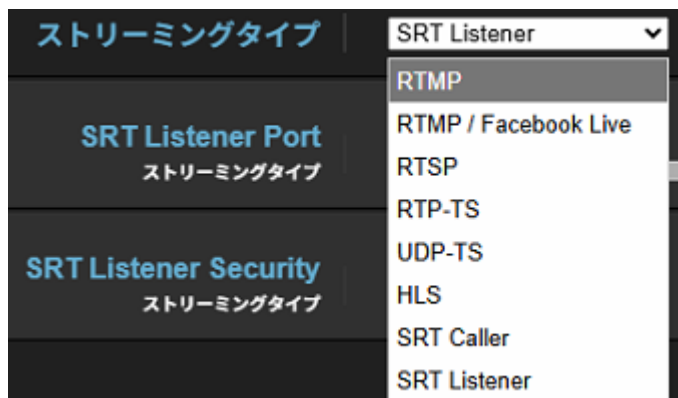 ストリーミングタイプ
SRT Listener
RTMP
RTMP / Facebook Live
SRT Listener Port
ストリーミングタイプ
RTSP
RTP-TS
UDP-TS
SRT Listener Security
ストリーミングタイプ
HLS
SRT Caller
SRT Listener